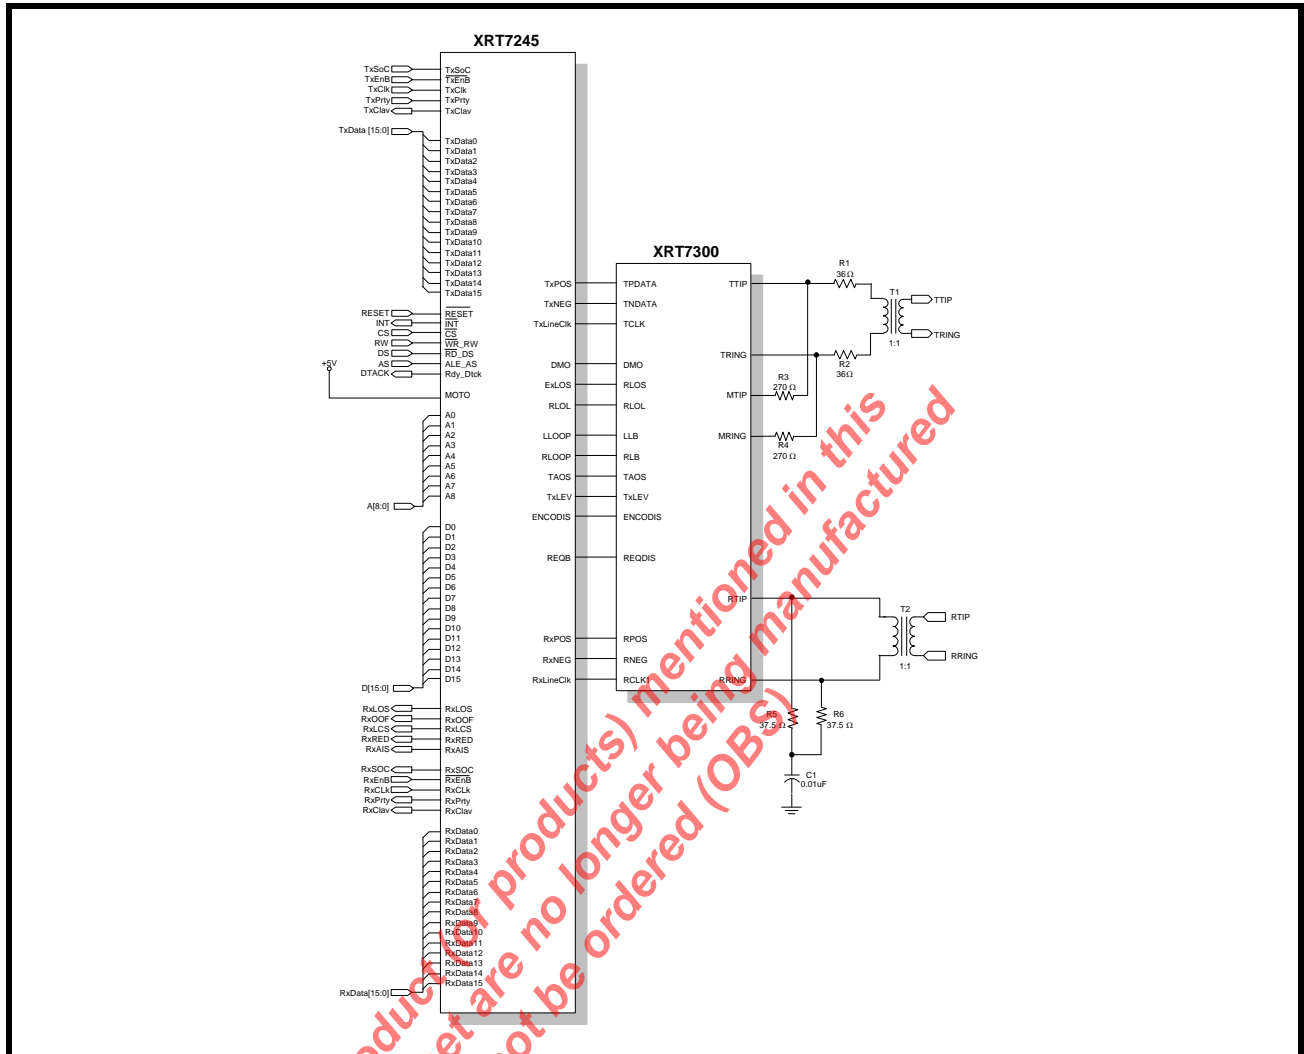 XRT7245
TxSoC TxSoC
TxEnB TxEnB
TxClk TxClk
TxPrty TxPrty
TxClav TxClav
TxData [15:0]
TxData0
TxData1
TxData2
TxData3
TxData4
TxData5
TxData6
TxData7
TxData8
TxData9
TxData10
TxData11
TxData12
TxData13
TxData14
TxData15
RESET RESET
INT INT
CS CS
RW WR_RW
DS RD_DS
AS ALE_AS
DTACK Rdy_Dtck
+5V
MOTO
A0
A1
A2
A3
A4
A5
A6
A7
A8
A[8:0]
D0
D1
D2
D3
D4
D5
D6
D7
D8
D9
D10
D11
D12
D13
D14
D15
D[15:0]
RxLOS RxLOS
RxOOF RxOOF
RxLCS RxLCS
RxRED RxRED
RxAIS RxAIS
RxSOC RxSOC
RxEnB RxEnB
RxCLk RxCLk
RxPrty RxPrty
RxClav RxClav
RxData0
RxData1
RxData2
RxData3
RxData4
RxData5
RxData6
RxData7
RxData8
RxData9
RxData10
RxData11
RxData12
RxData13
RxData14
RxData15
RxData[15:0]
XRT7300
TxPOS TPDATA TTIP
TxNEG TNDATA
TxLineClk TCLK
TRING
DMO DMO
ExLOS RLOS
MTIP
RLOL RLOL
LLOOP LLB MRING
RLOOP RLB
TAOS TAOS
TxLEV TxLEV
ENCODIS ENCODIS
REQB REQDIS
RTIP
RxPOS RPOS
RxNEG RNEG
RxLineClk RCLK1 RRING
R1
36Ω
T1
TTIP
TRING
1:1
R2
36Ω
R3
270 Ω
R4
270 Ω
T2
RTIP
RRING
1:1
R5
37.5 Ω
R6
37.5 Ω
C1
0.01uF
(or products) mentioned in this
are no longer being manufactured
be ordered (OBS)